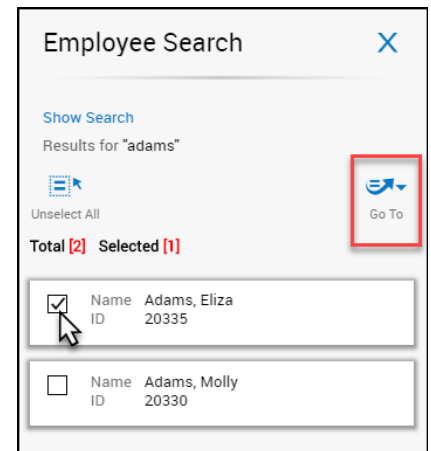 Employee Search X
Show Search
Results for "adams"
Unselect All Go To
Total [2] Selected [1]
Name Adams, Eliza
ID 20335
Name Adams, Molly
ID 20330